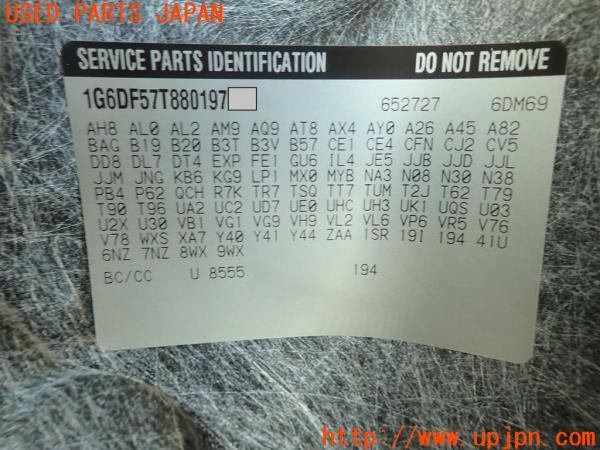 USED PARTS JAPAN
SERVICE PARTS IDENTIFICATION DO NOT REMOVE
1G6DF57T880197 652727 6DM69
AH8 AL0 AL2 AM9 AQ9 AT8 AX4 AY0 A26 A45 A82
BAG B19 B20 B3T B3V B57 CE1 CE4 CFN CJ2 CV5
DD8 DL7 DT4 EXP FE1 GU6 IL4 JE5 JJB JJD JJL
JJM JNG KB6 KG9 LP1 MX0 MYB NA3 N08 N30 N38
PB4 P62 QCH R7K TR7 TSQ TT7 TUM T2J T62 T79
T90 T96 UA2 UC2 UD7 UE0 UHC UH3 UK1 UQS U03
U2X U30 VB1 VG1 VG9 VH9 VL2 VL6 VP6 VR5 V76
V78 WXS XA7 Y40 Y41 Y44 ZAA 1SR 19I 194 41U
6NZ 7NZ 8WX 9WX
BC/CC U 8555 194
http://www.upjpn.com/